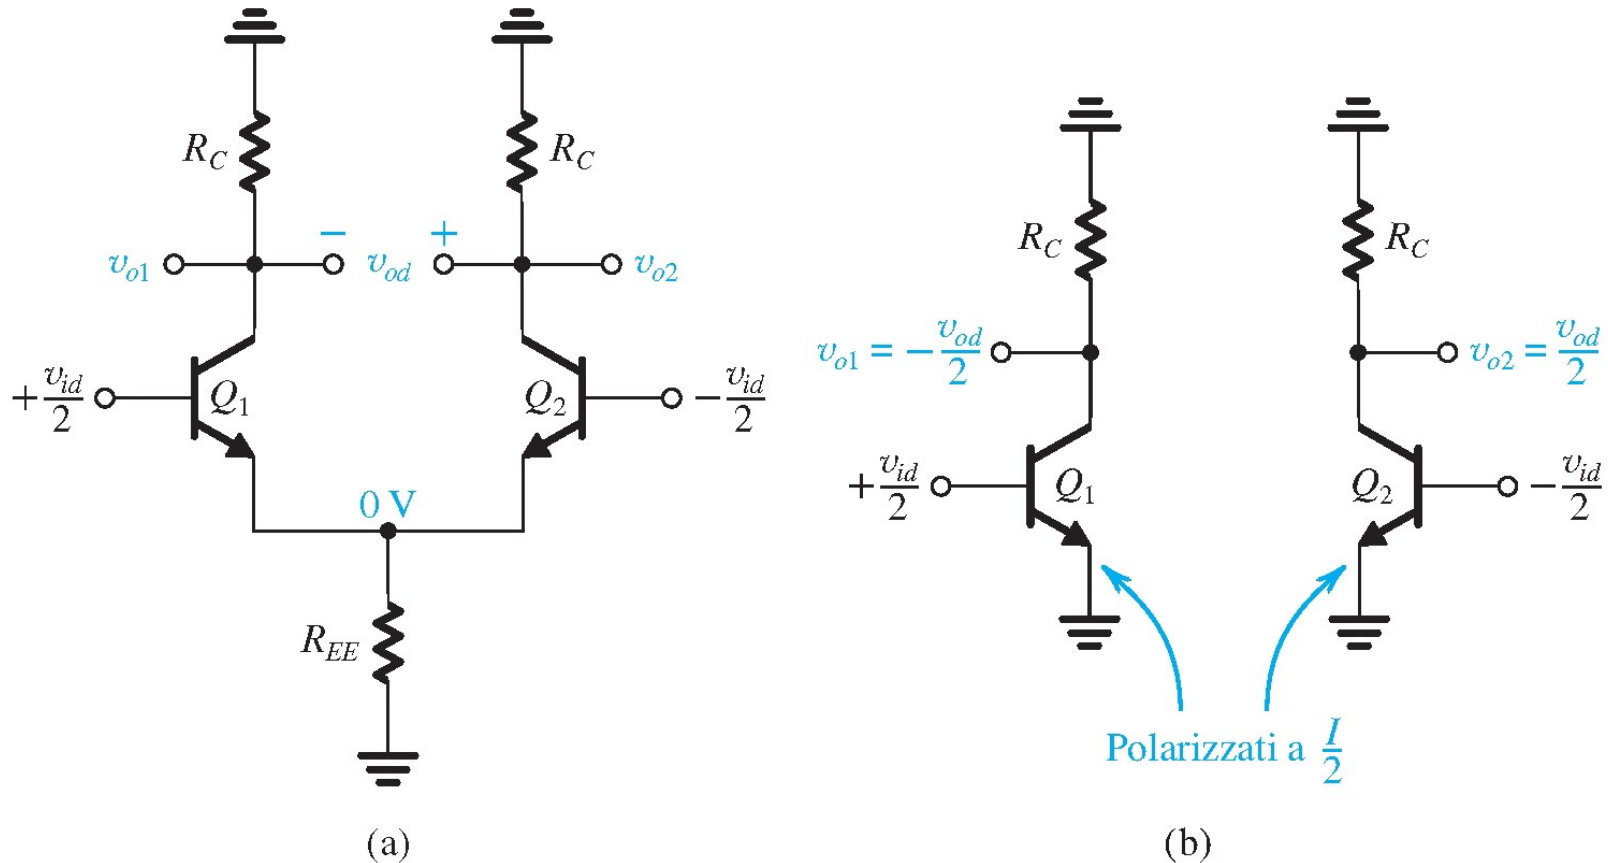 R_C R_C
− +
v_o1 v_od v_o2
+v_id/2 Q_1 Q_2 −v_id/2
0 V
R_EE
(a)
R_C R_C
v_o1 = −v_od/2 v_o2 = v_od/2
+v_id/2 Q_1 Q_2 −v_id/2
Polarizzati a I/2
(b)